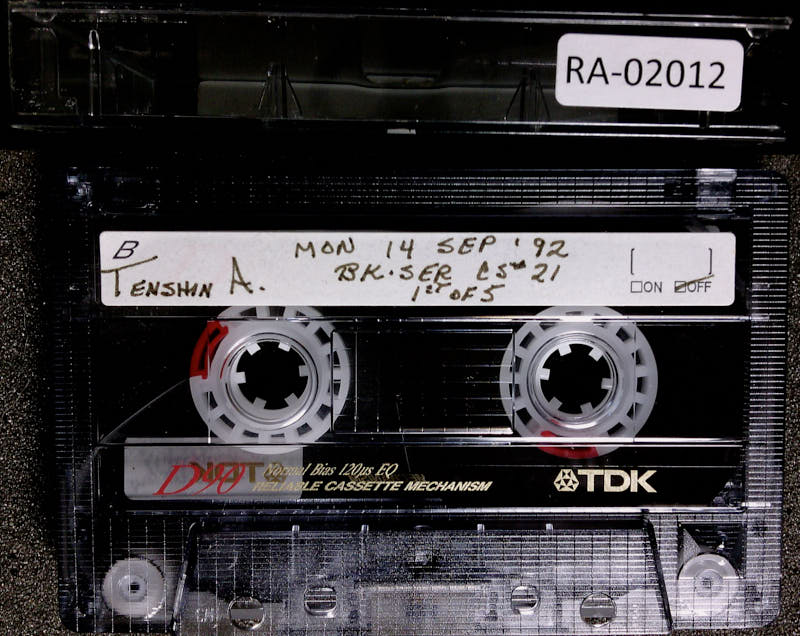 RA-02012
B
MON 14 SEP '92
TENSHIN A.
BK. SER CS# 21
1ST OF 5
[ ]
ON OFF
D90
Normal Bias 120µs EQ
RELIABLE CASSETTE MECHANISM
TDK